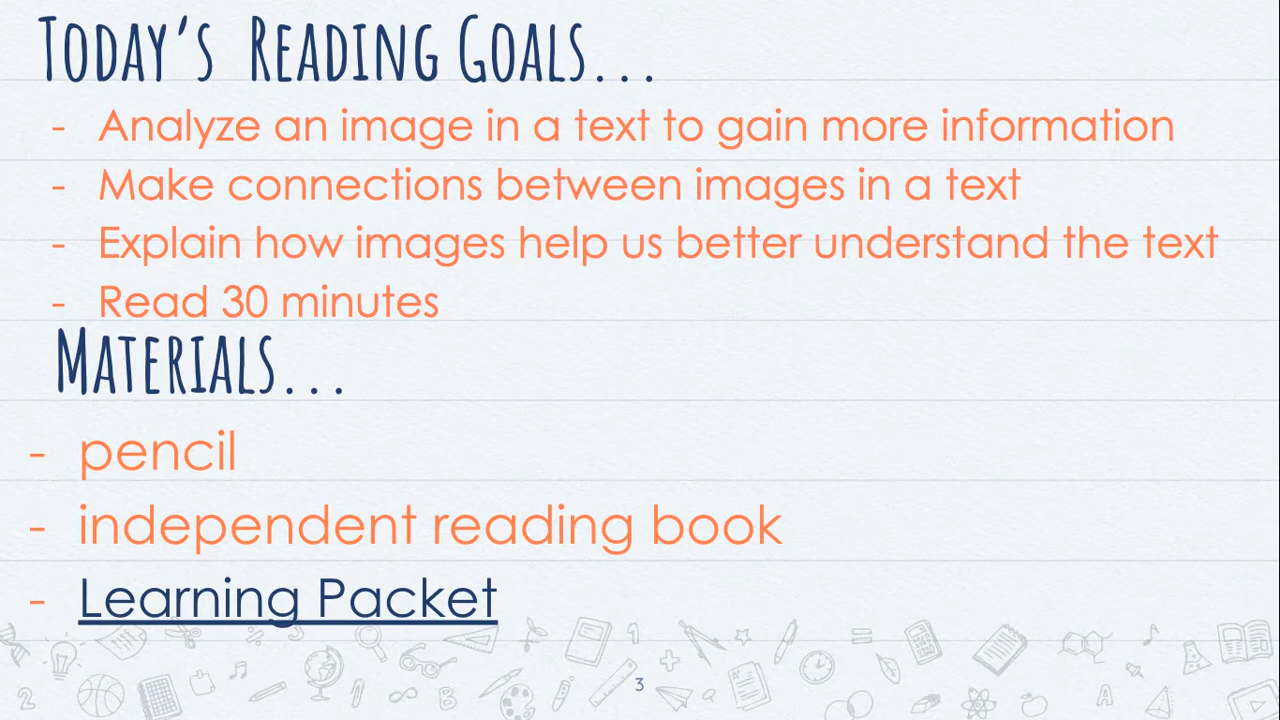 Today's Reading Goals...
- Analyze an image in a text to gain more information
- Make connections between images in a text
- Explain how images help us better understand the text
- Read 30 minutes
Materials...
- pencil
- independent reading book
- Learning Packet
3